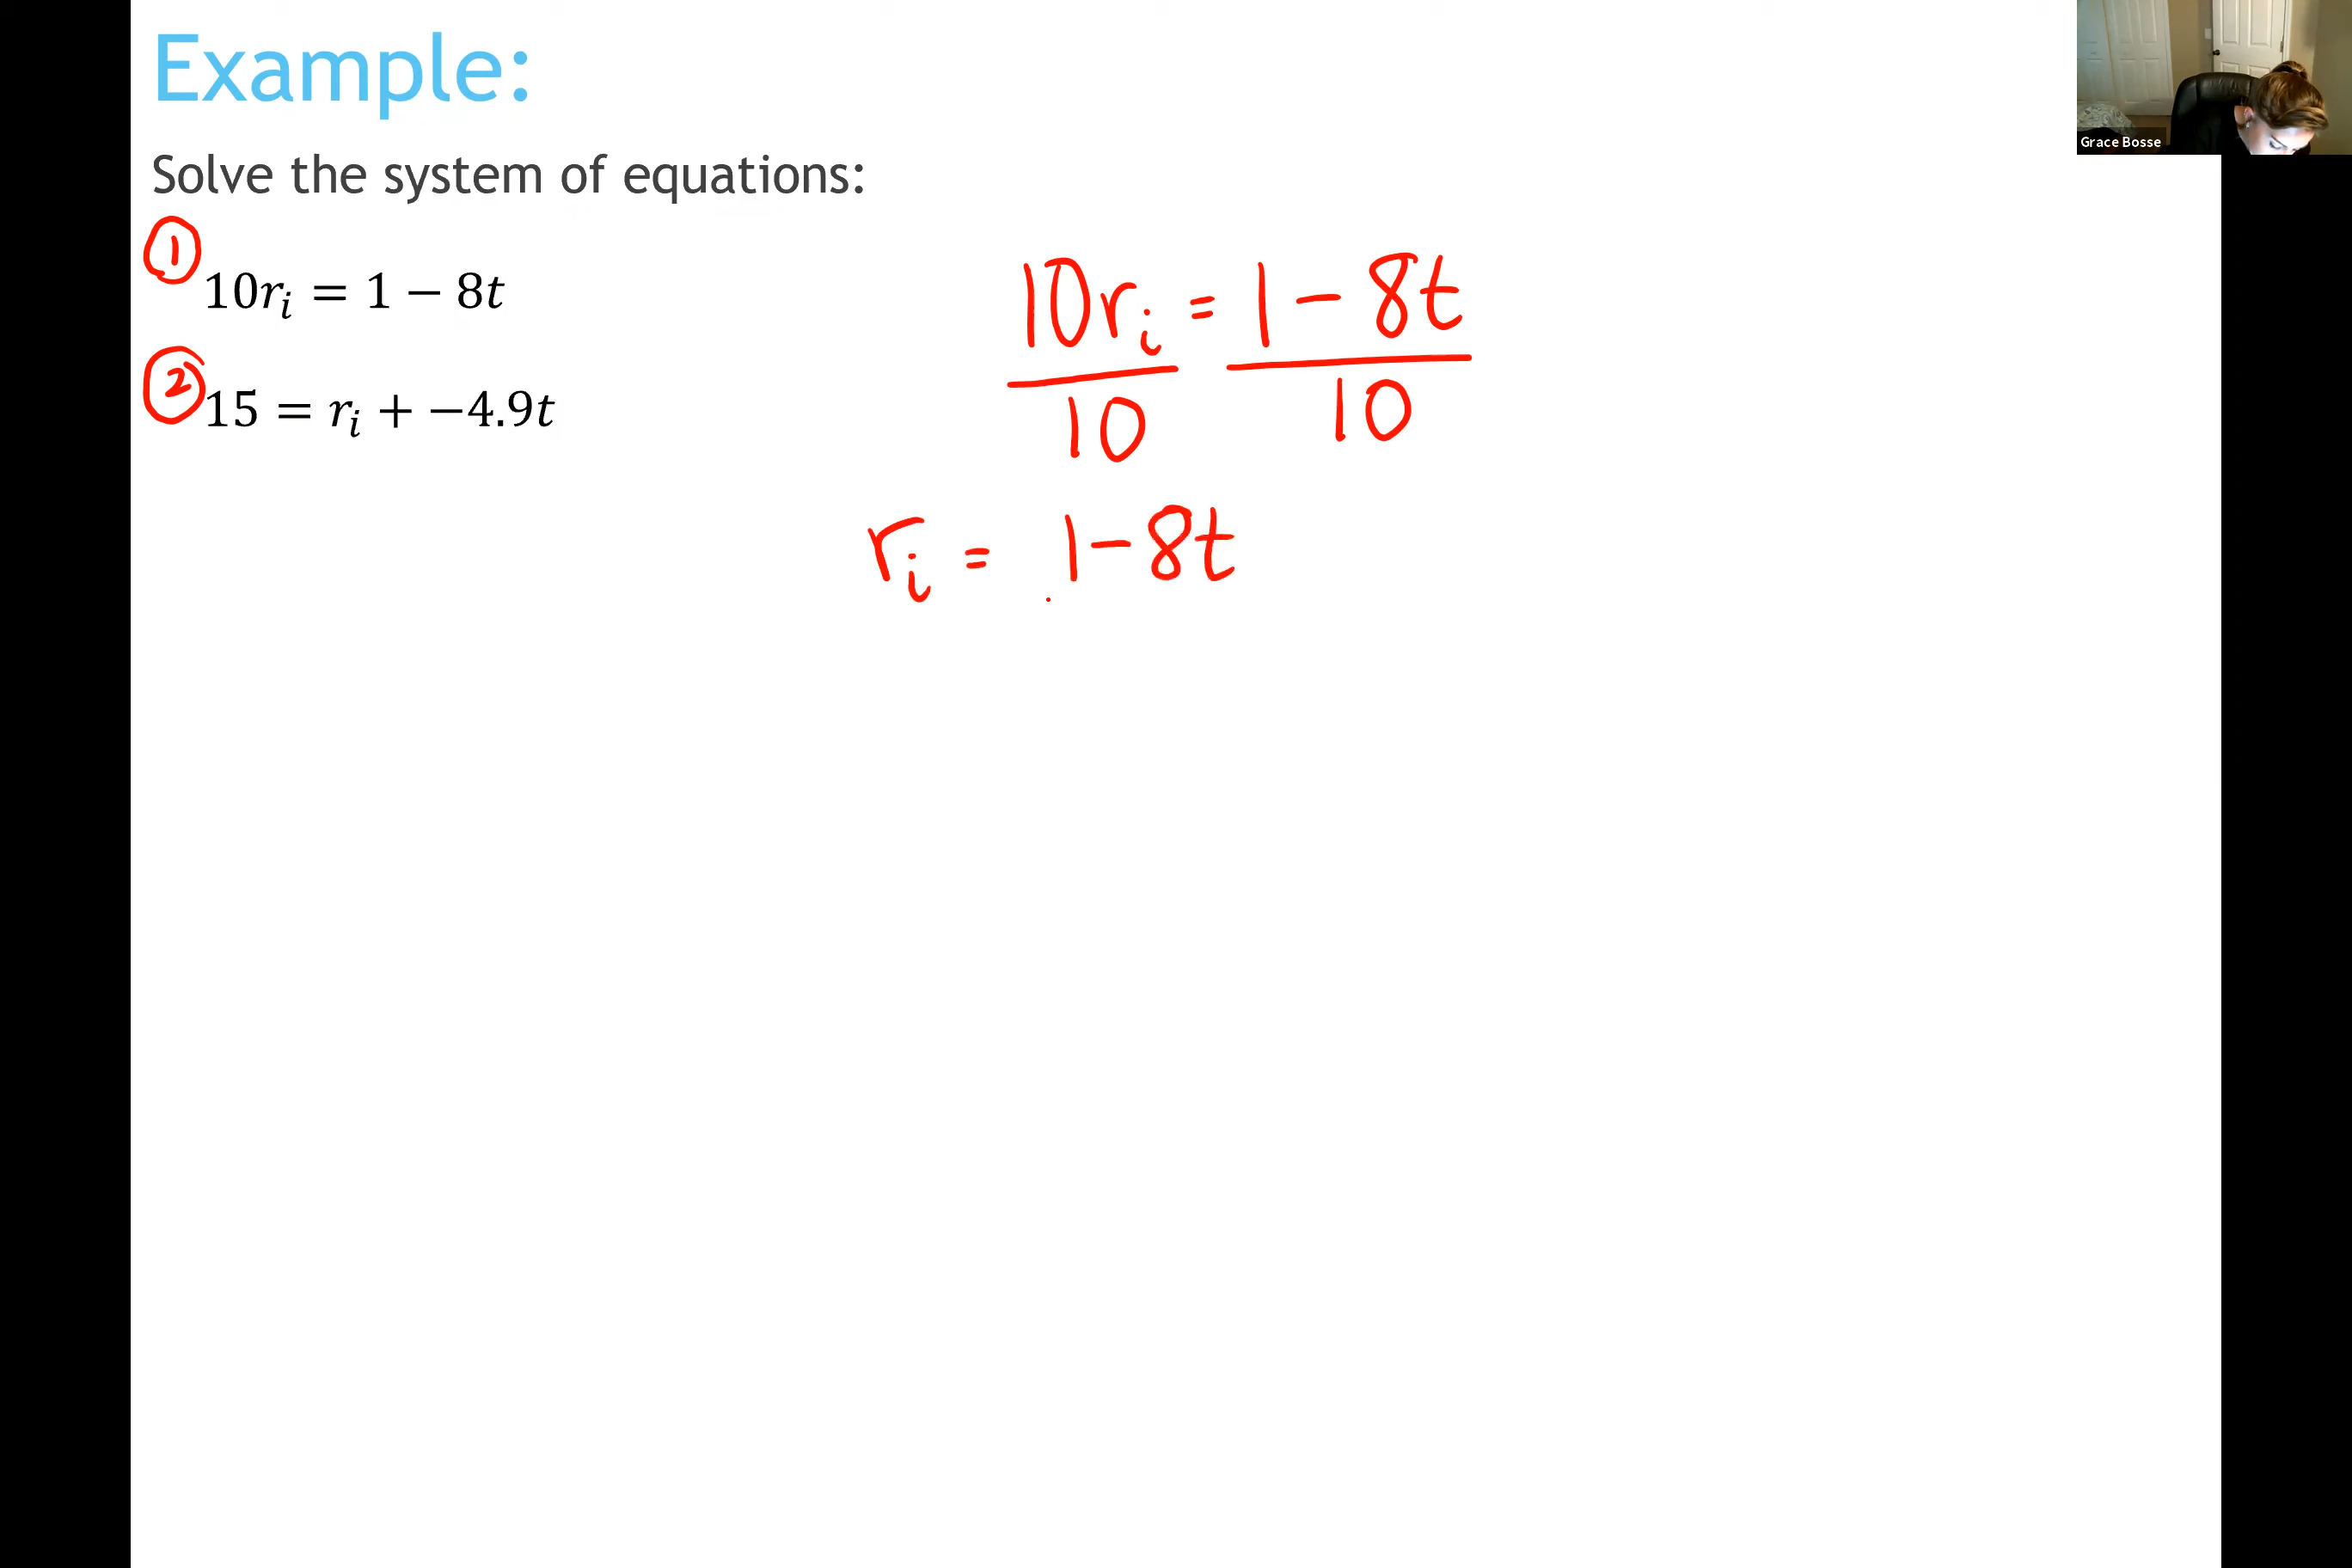 Example:
Grace Bosse
Solve the system of equations:
①
10rᵢ = 1 − 8t
②
15 = rᵢ + −4.9t
10rᵢ = 1 − 8t
10 10
rᵢ = 1 − 8t